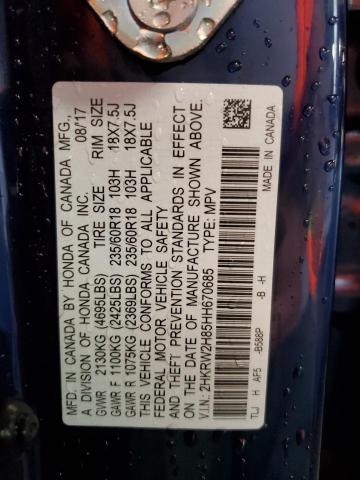 MFD. IN CANADA BY HONDA OF CANADA MFG.,
A DIVISION OF HONDA CANADA INC. 08/17
TIRE SIZE RIM SIZE
GVWR 2130KG (4695LBS)
GAWR F 1100KG (2425LBS) 235/60R18 103H 18X7.5J
GAWR R 1075KG (2369LBS) 235/60R18 103H 18X7.5J
THIS VEHICLE CONFORMS TO ALL APPLICABLE
FEDERAL MOTOR VEHICLE SAFETY
AND THEFT PREVENTION STANDARDS IN EFFECT
ON THE DATE OF MANUFACTURE SHOWN ABOVE.
V.I.N.: 2HKRW2H85HH670685 TYPE: MPV
MADE IN CANADA
TLJ H AF5 -B588P -B -H